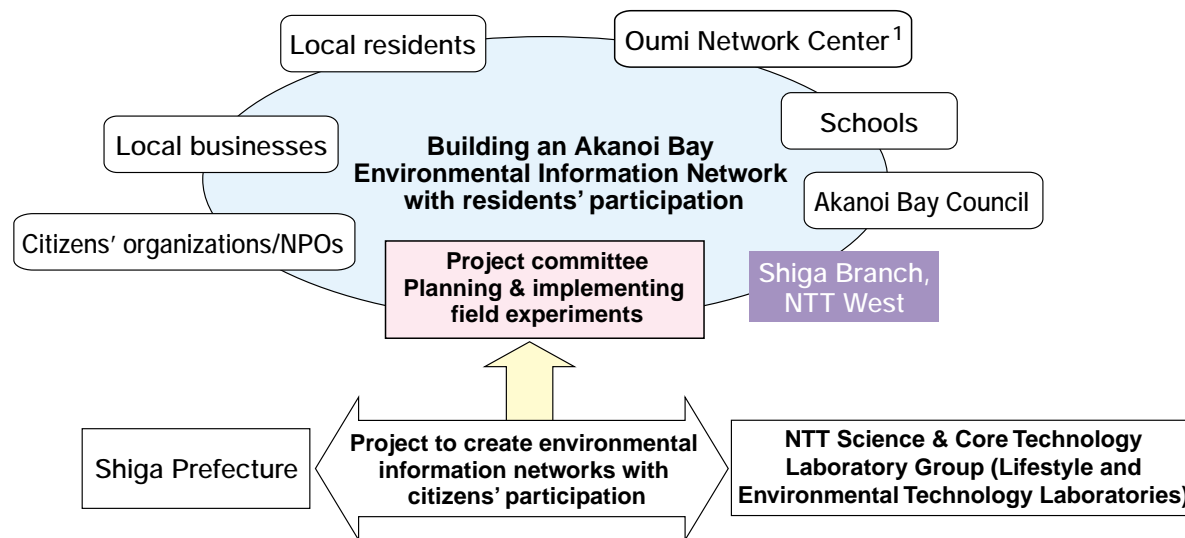 Local residents
Oumi Network Center1
Local businesses
Schools
Building an Akanoi Bay
Environmental Information Network
with residents’ participation
Akanoi Bay Council
Citizens’ organizations/NPOs
Project committee
Planning & implementing
field experiments
Shiga Branch,
NTT West
Shiga Prefecture
Project to create environmental
information networks with
citizens’ participation
NTT Science & Core Technology
Laboratory Group (Lifestyle and
Environmental Technology Laboratories)